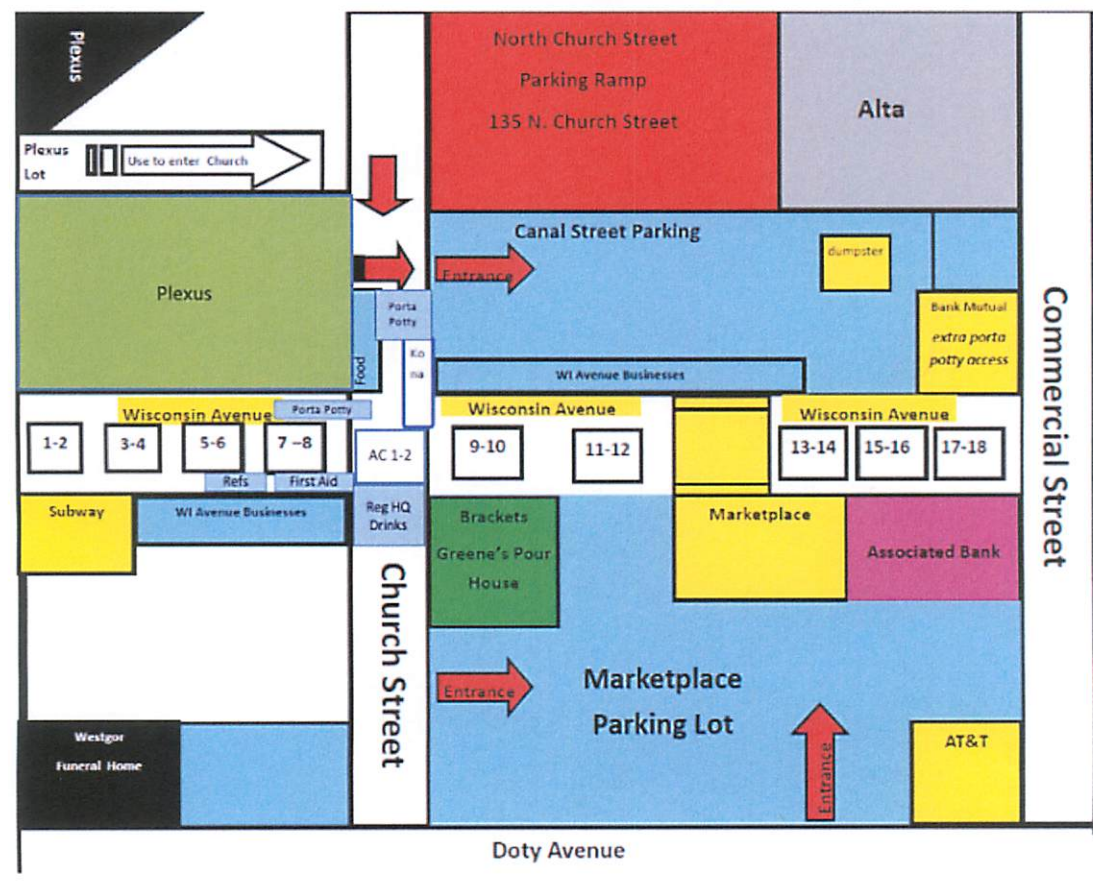 Plexus
North Church Street
Parking Ramp
135 N. Church Street
Alta
Plexus
Lot
Use to enter Church
Plexus
Canal Street Parking
Entrance
dumpster
Porta
Potty
Food
Ko
na
Bank Mutual
extra porta
potty access
WI Avenue Businesses
Commercial Street
Wisconsin Avenue
Porta Potty
Wisconsin Avenue
Wisconsin Avenue
1-2
3-4
5-6
7 –8
AC 1-2
9-10
11-12
13-14
15-16
17-18
Refs
First Aid
Subway
WI Avenue Businesses
Reg HQ
Drinks
Brackets
Greene's Pour
House
Marketplace
Associated Bank
Church Street
Entrance
Marketplace
Parking Lot
Entrance
Westgor
Funeral Home
AT&T
Doty Avenue